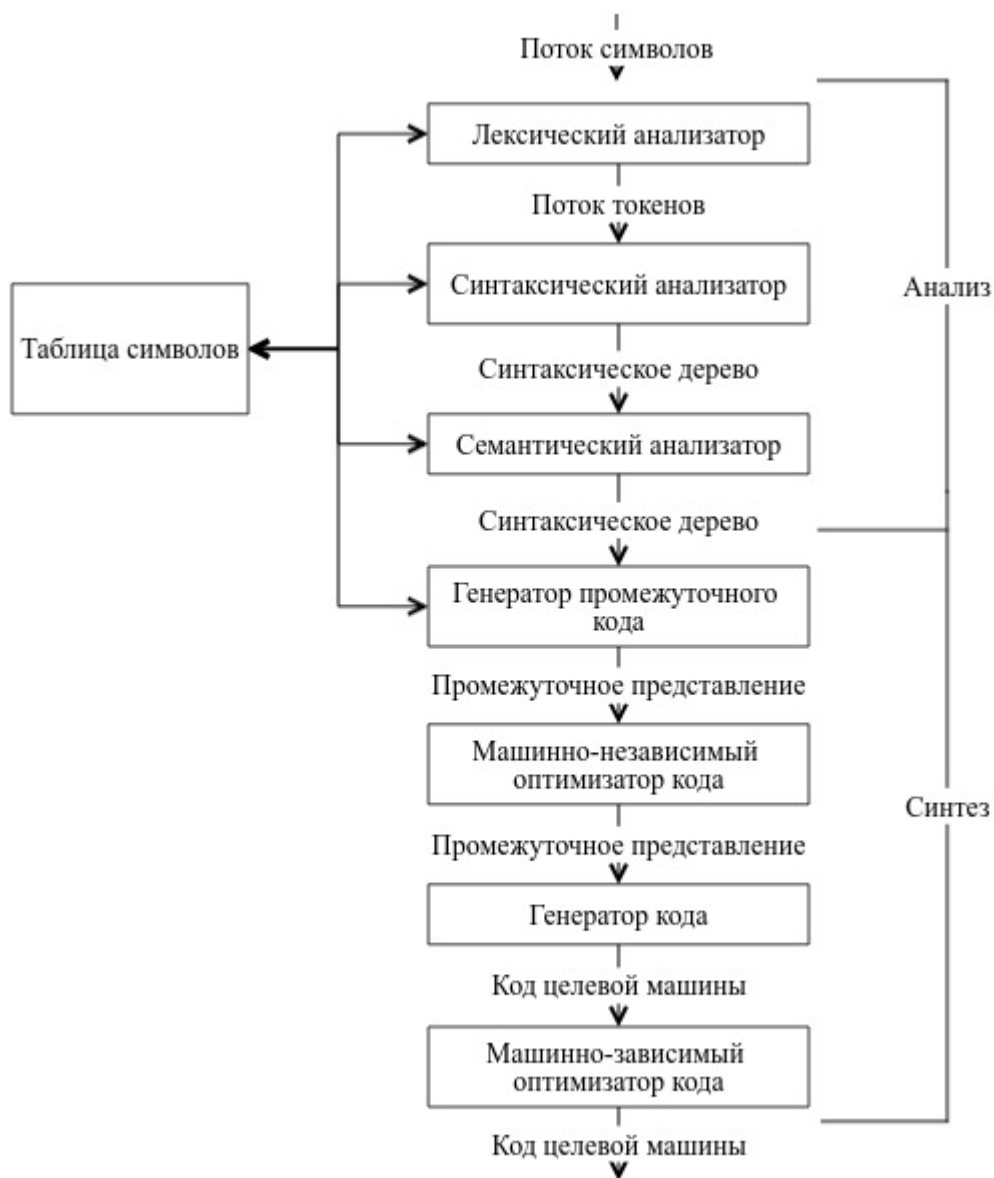 Поток символов
Лексический анализатор
Поток токенов
Синтаксический анализатор
Анализ
Таблица символов
Синтаксическое дерево
Семантический анализатор
Синтаксическое дерево
Генератор промежуточного
кода
Промежуточное представление
Машинно-независимый
оптимизатор кода
Синтез
Промежуточное представление
Генератор кода
Код целевой машины
Машинно-зависимый
оптимизатор кода
Код целевой машины